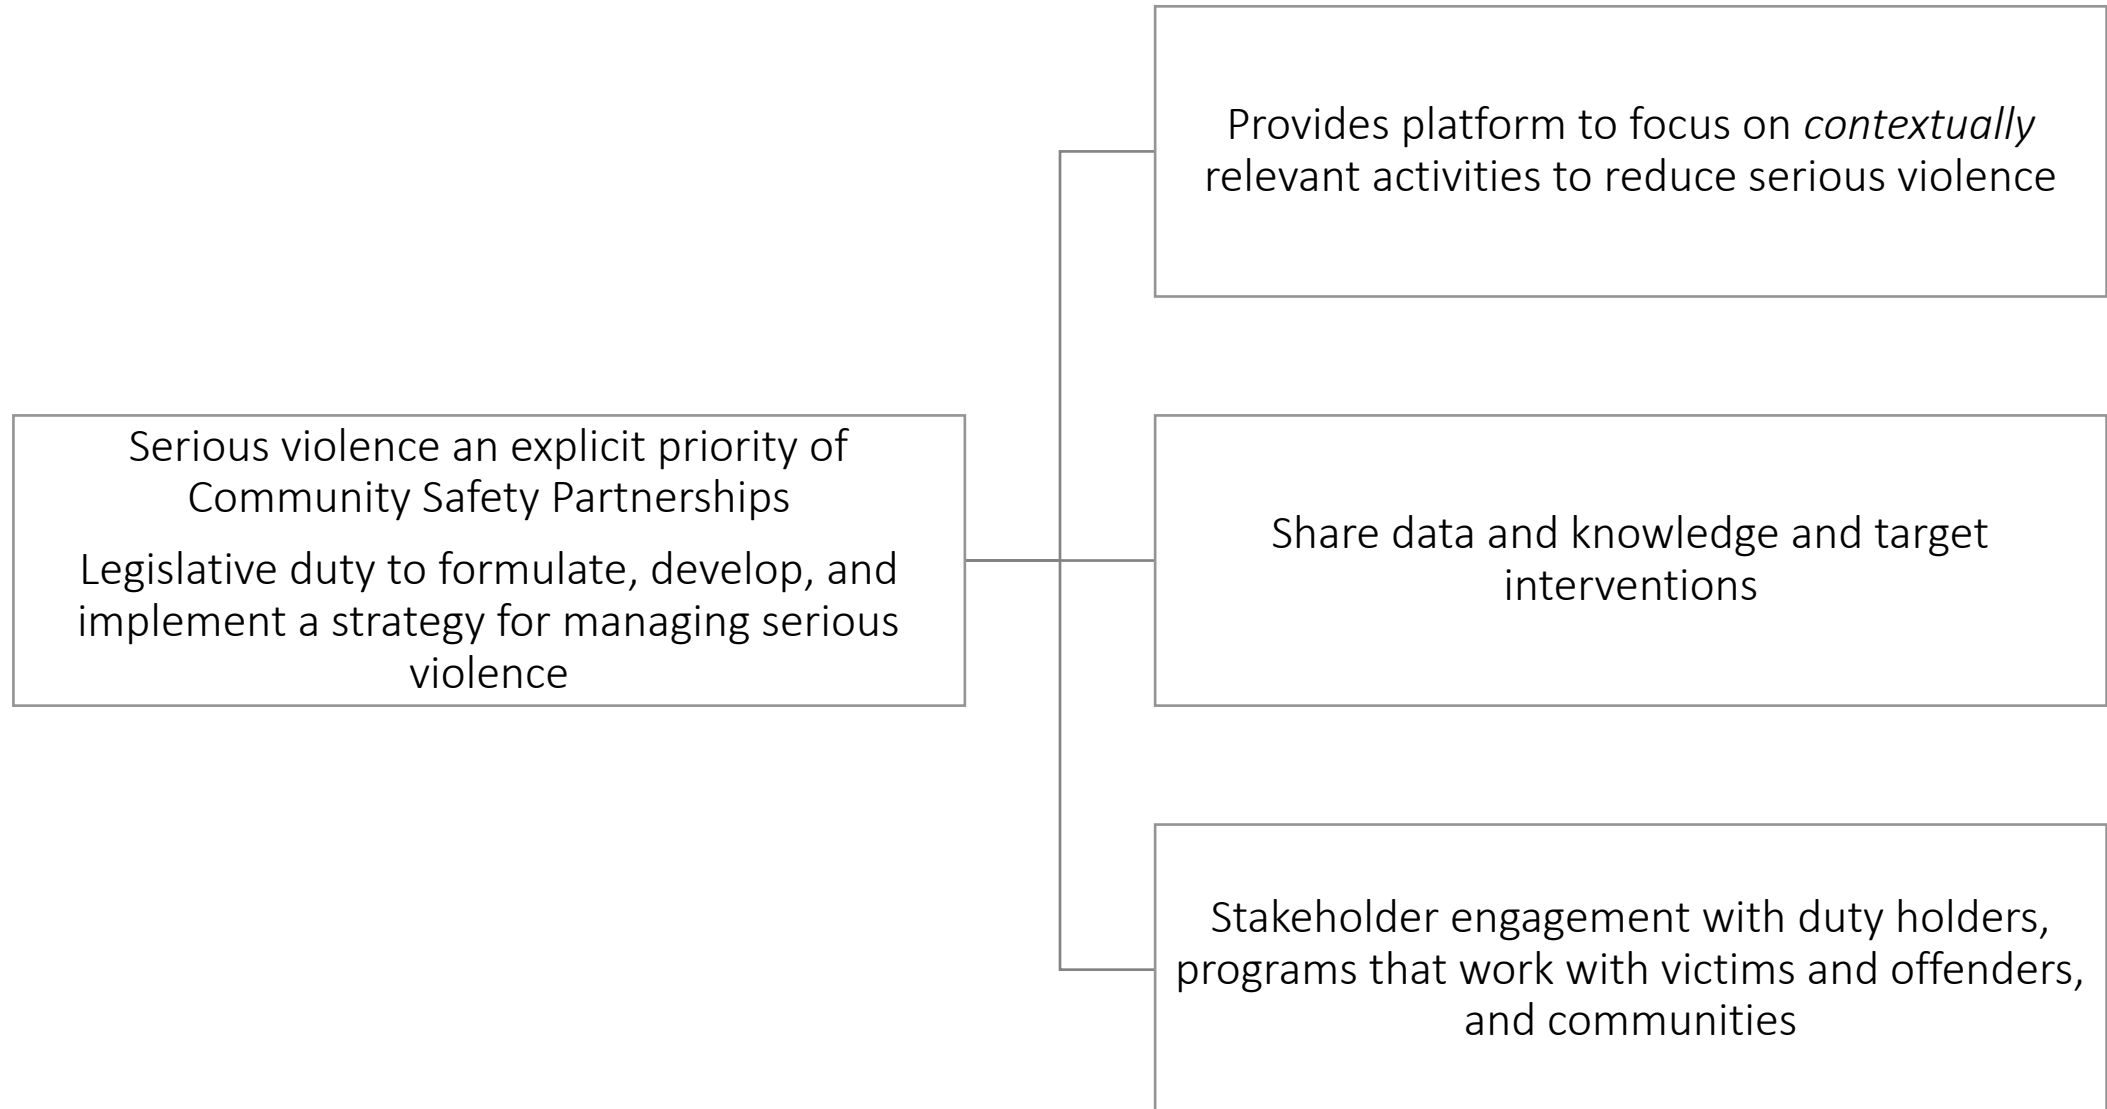 Provides platform to focus on contextually
relevant activities to reduce serious violence
Serious violence an explicit priority of
Community Safety Partnerships
Legislative duty to formulate, develop, and
implement a strategy for managing serious
violence
Share data and knowledge and target
interventions
Stakeholder engagement with duty holders,
programs that work with victims and offenders,
and communities